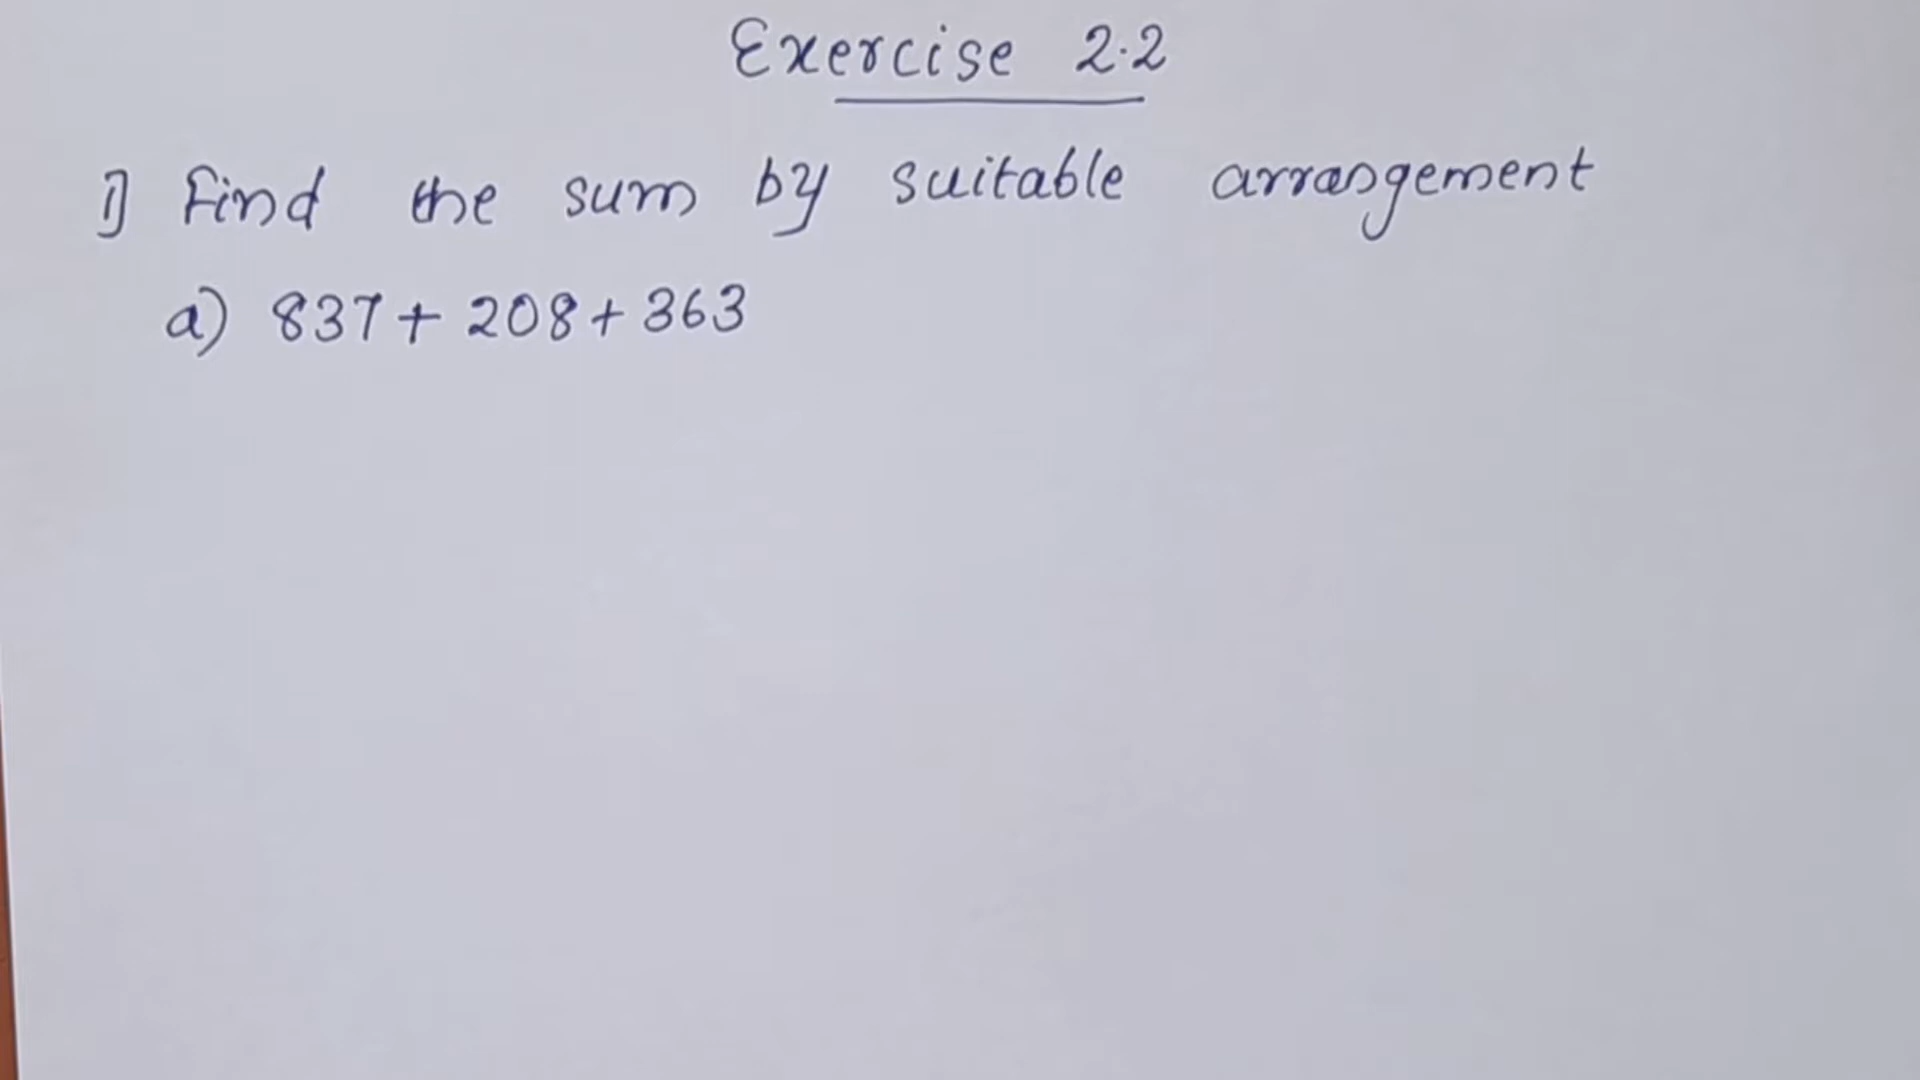 Exercise 2.2
1] Find the sum by suitable arrangement
a) 837 + 208 + 363